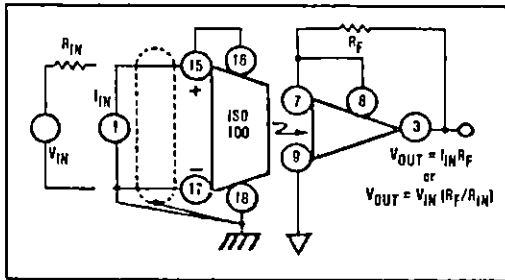 R_IN
R_F
15
16
I_IN
+
ISO
100
7
8
1
3
V_IN
9
V_OUT = I_IN R_F
or
V_OUT = V_IN (R_F/R_IN)
−
17
18